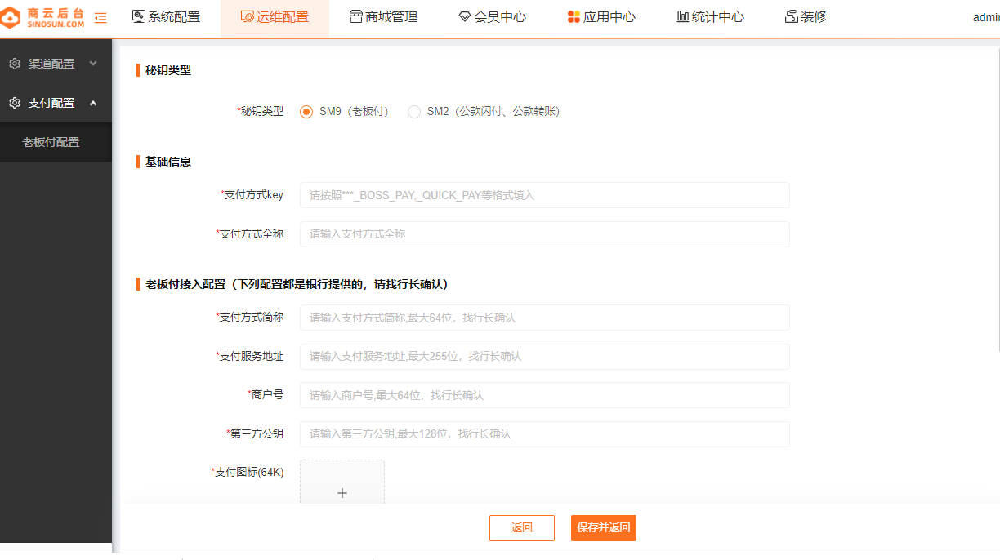 商云后台
SINOSUN.COM
系统配置
运维配置
商城管理
会员中心
应用中心
统计中心
装修
admin
渠道配置
支付配置
老板付配置
秘钥类型
*秘钥类型 SM9（老板付） SM2（公款闪付、公款转账）
基础信息
*支付方式key 请按照***_BOSS_PAY,_QUICK_PAY等格式填入
*支付方式全称 请输入支付方式全称
老板付接入配置（下列配置都是银行提供的，请找行长确认）
*支付方式简称 请输入支付方式简称,最大64位，找行长确认
*支付服务地址 请输入支付服务地址,最大255位，找行长确认
*商户号 请输入商户号,最大64位，找行长确认
*第三方公钥 请输入第三方公钥,最大128位，找行长确认
*支付图标(64K)
返回 保存并返回